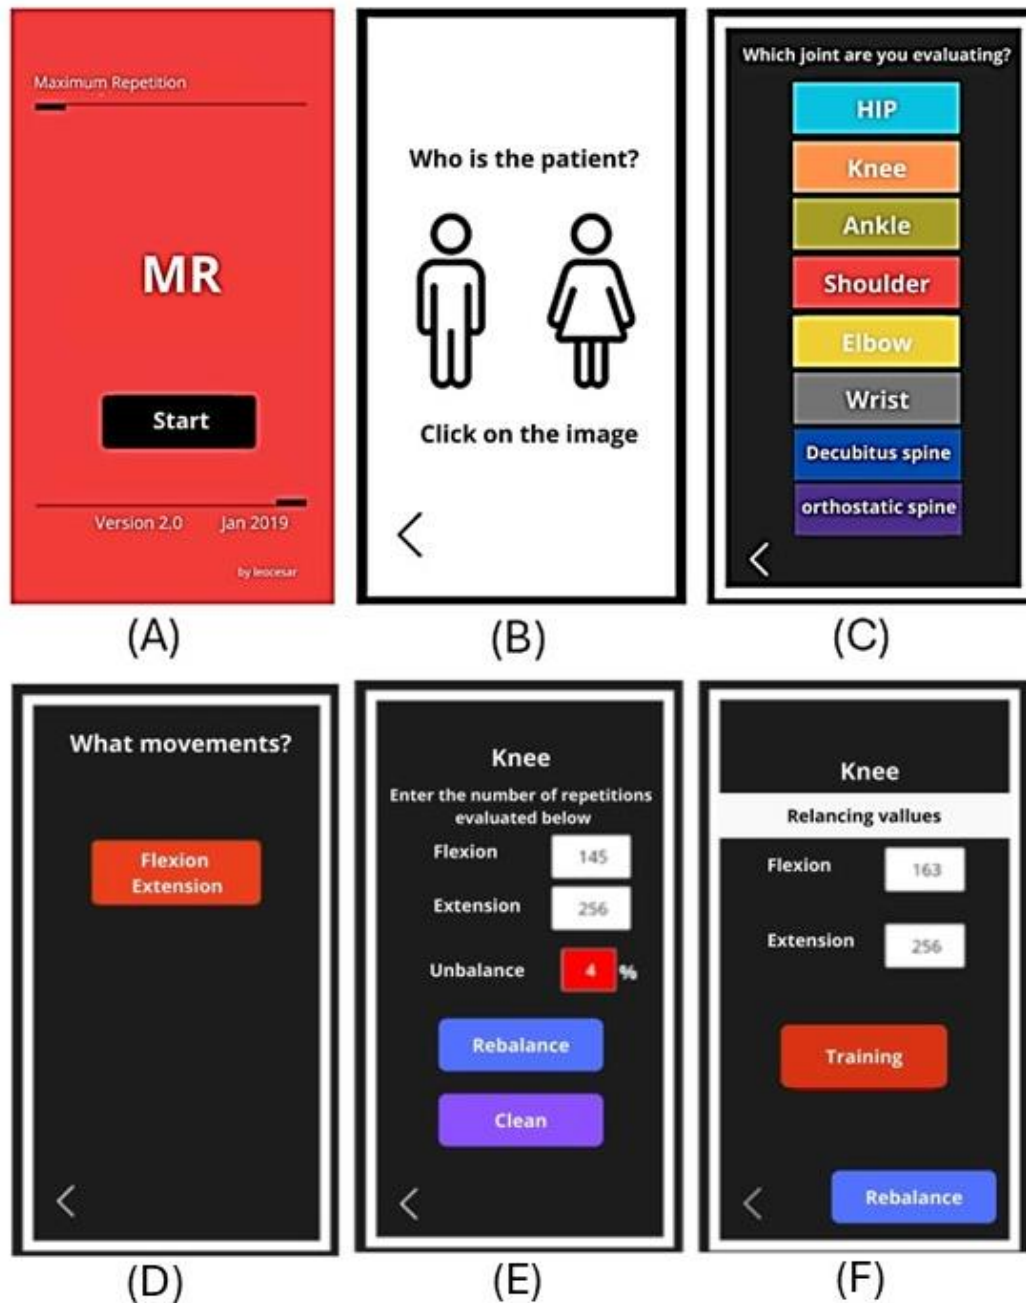 Maximum Repetition
MR
Start
Version 2.0 Jan 2019
by leocesar
(A)
Who is the patient?
Click on the image
(B)
Which joint are you evaluating?
HIP
Knee
Ankle
Shoulder
Elbow
Wrist
Decubitus spine
orthostatic spine
(C)
What movements?
Flexion
Extension
(D)
Knee
Enter the number of repetitions
evaluated below
Flexion 145
Extension 256
Unbalance 4 %
Rebalance
Clean
(E)
Knee
Relancing vallues
Flexion 163
Extension 256
Training
Rebalance
(F)